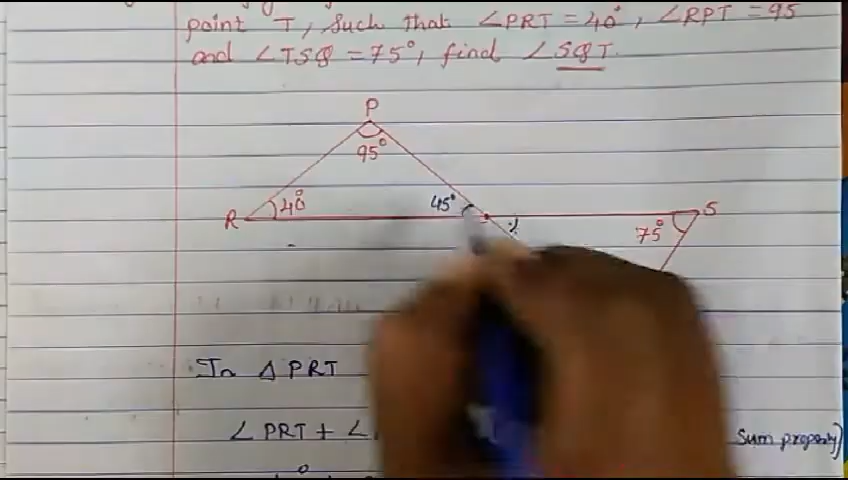 point T, such that ∠PRT = 40°, ∠RPT = 95
and ∠TSQ = 75°, find ∠SQT.
P
95°
R 40° 45° S
75°
In △PRT
∠PRT + ∠
Sum property)